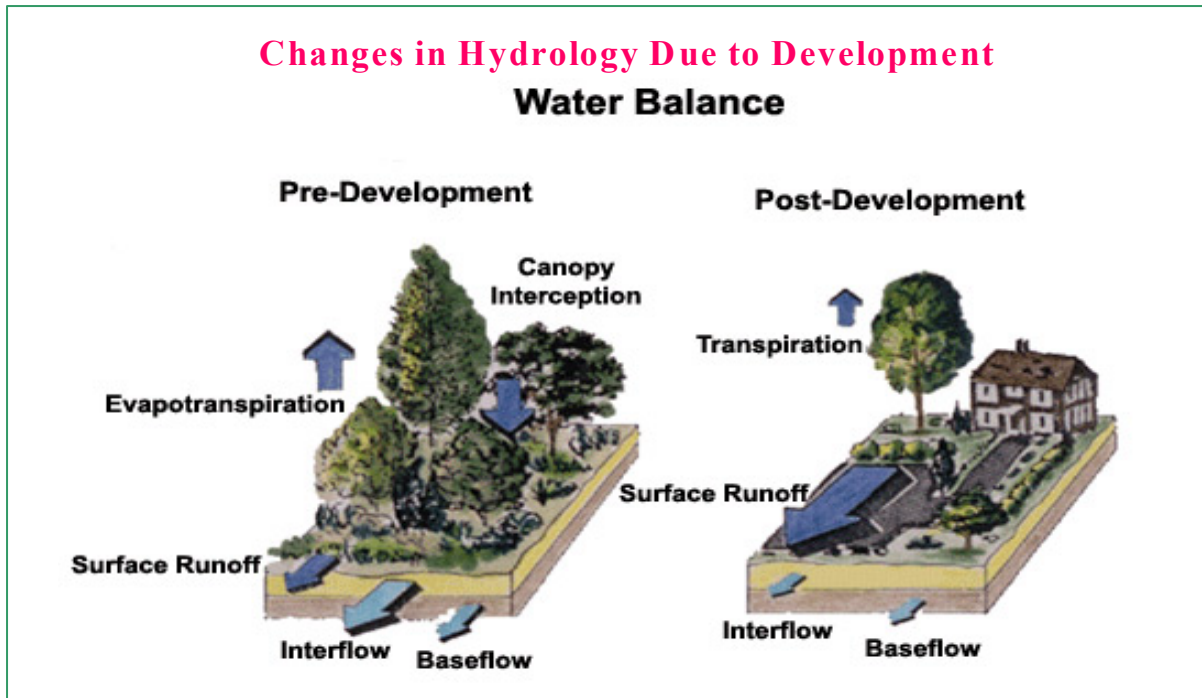 Changes in Hydrology Due to Development
Water Balance
Pre-Development
Canopy
Interception
Evapotranspiration
Surface Runoff
Interflow
Baseflow
Post-Development
Transpiration
Surface Runoff
Interflow
Baseflow